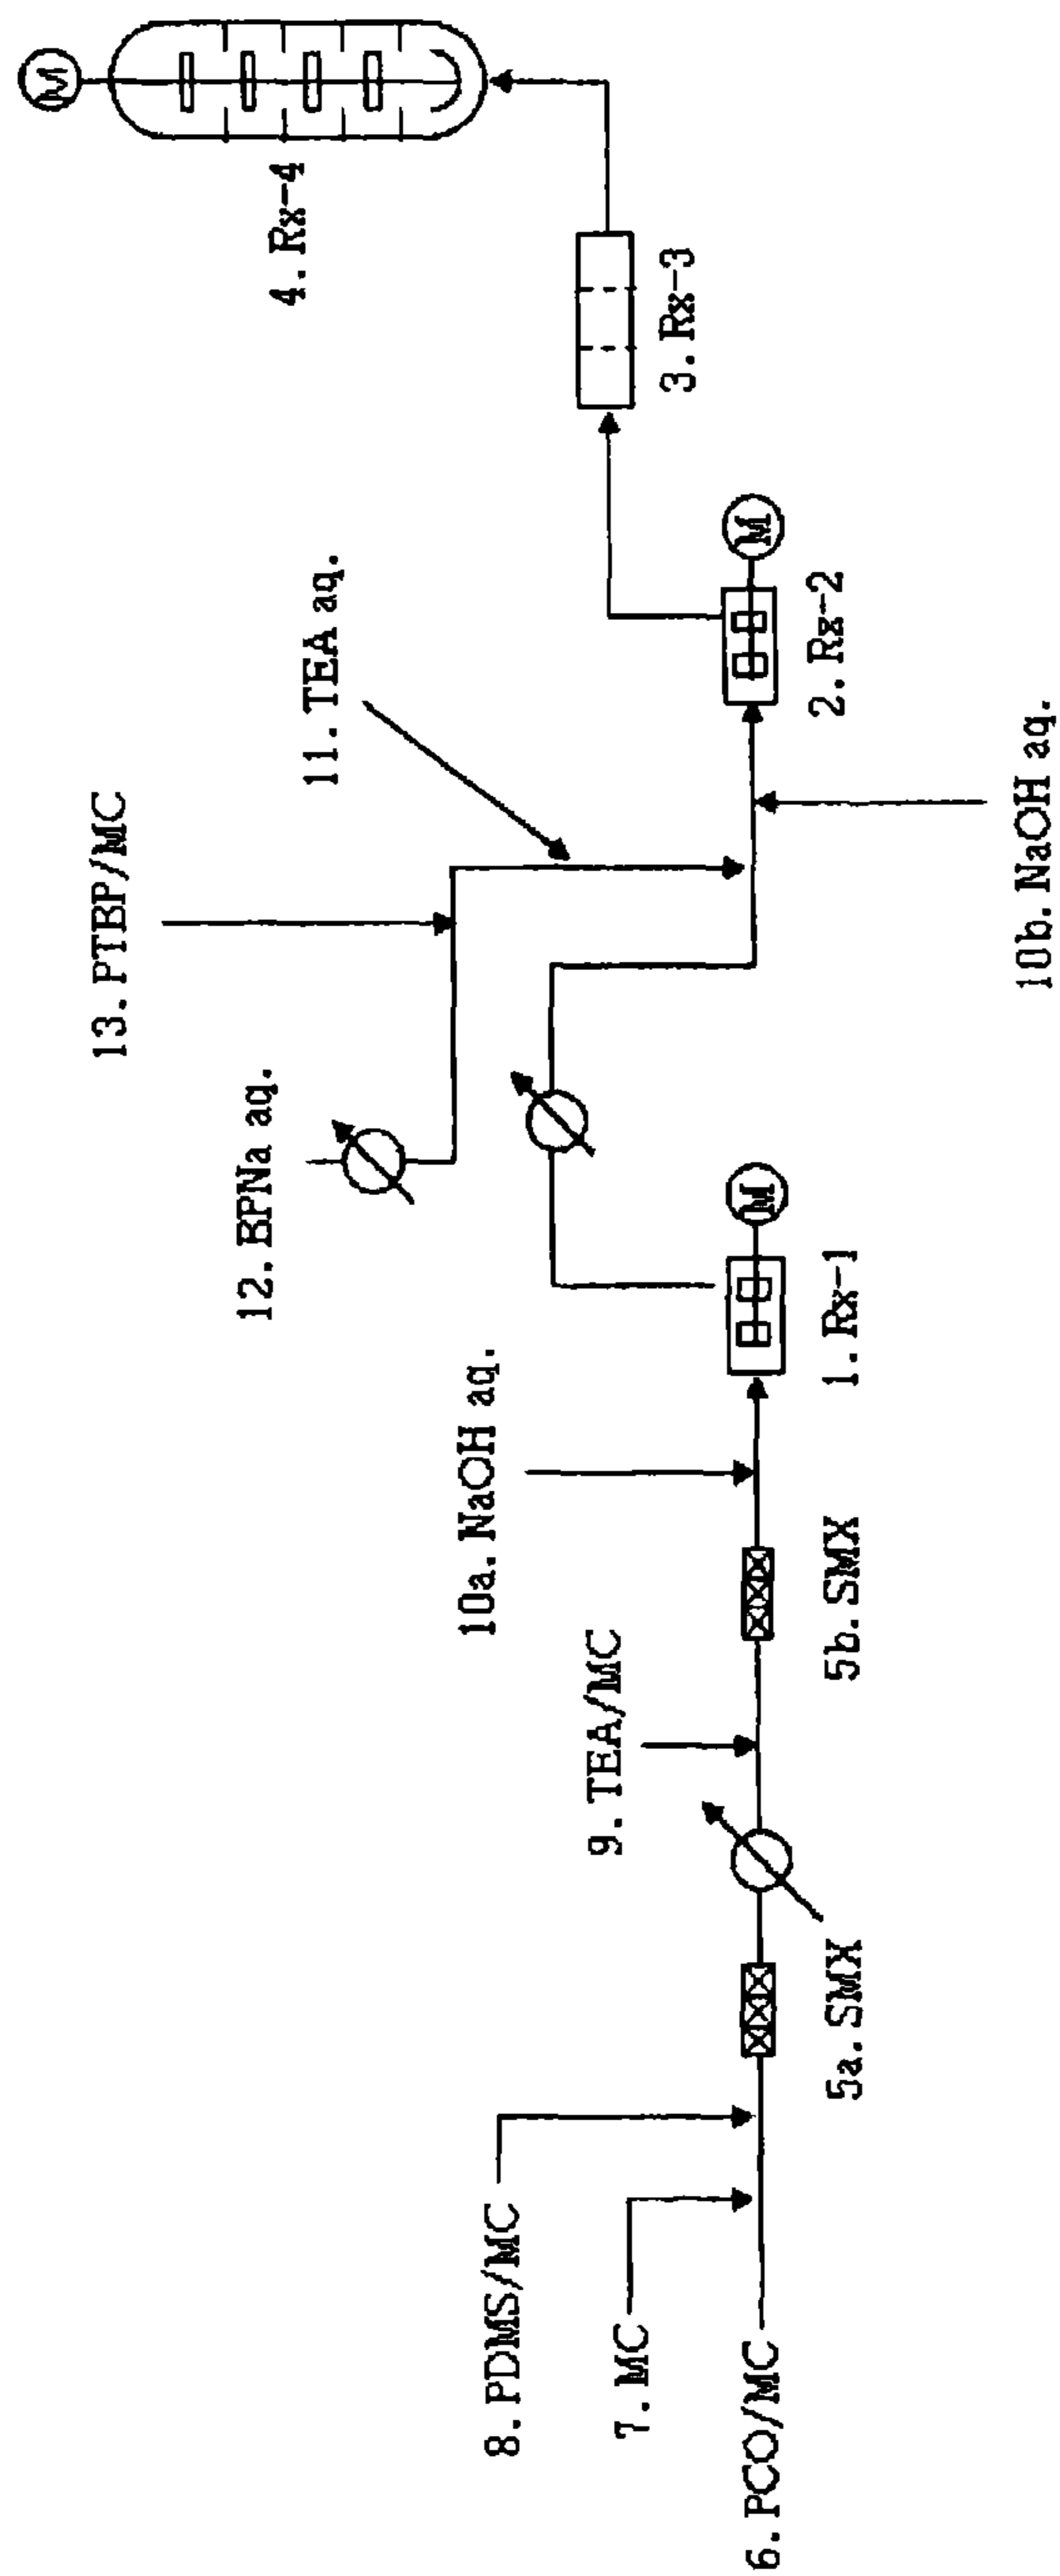 6. PCO/MC
7. MC
8. PDMS/MC
5a. SMX
9. TEA/MC
5b. SMX
10a. NaOH aq.
1. Rx-1
M
12. BPNa aq.
13. PTBP/MC
11. TEA aq.
10b. NaOH aq.
2. Rx-2
M
3. Rx-3
4. Rx-4
M